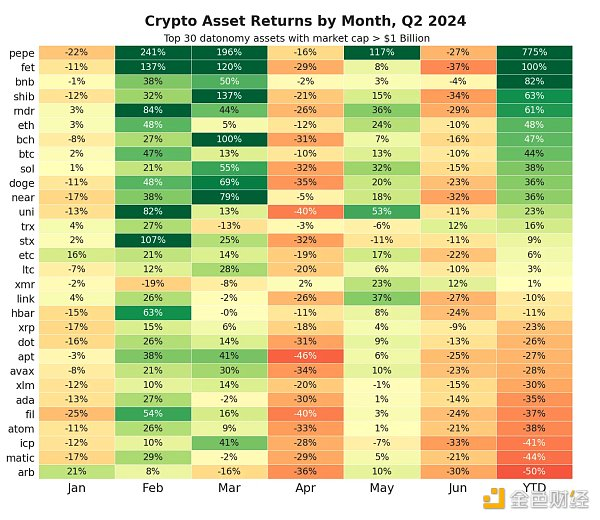 Crypto Asset Returns by Month, Q2 2024
Top 30 datonomy assets with market cap > $1 Billion
pepe -22% 241% 196% -16% 117% -27% 775%
fet -11% 137% 120% -29% 8% -37% 100%
bnb -1% 38% 50% -2% 3% -4% 82%
shib -12% 32% 137% -21% 15% -34% 63%
rndr 3% 84% 44% -26% 36% -29% 61%
eth 3% 48% 5% -12% 24% -10% 48%
bch -8% 27% 100% -31% 7% -16% 47%
btc 2% 47% 13% -10% 13% -10% 44%
sol 1% 21% 55% -32% 32% -15% 38%
doge -11% 48% 69% -35% 20% -23% 36%
near -17% 38% 79% -5% 18% -32% 36%
uni -13% 82% 13% -40% 53% -11% 23%
trx 4% 27% -13% -3% -6% 12% 16%
stx 2% 107% 25% -32% -11% -11% 9%
etc 16% 21% 14% -19% 17% -22% 6%
ltc -7% 12% 28% -20% 6% -10% 3%
xmr -2% -19% -8% 2% 23% 12% 1%
link 4% 26% -2% -26% 37% -27% -10%
hbar -15% 63% -0% -11% 8% -24% -11%
xrp -17% 15% 6% -18% 4% -9% -23%
dot -16% 26% 14% -31% 9% -13% -26%
apt -3% 38% 41% -46% 6% -25% -27%
avax -8% 21% 30% -34% 10% -23% -28%
xlm -12% 10% 14% -20% -1% -15% -30%
ada -13% 27% -2% -30% 1% -14% -35%
fil -25% 54% 16% -40% 3% -24% -37%
atom -11% 26% 9% -33% 1% -21% -38%
icp -12% 10% 41% -28% -7% -33% -41%
matic -17% 29% -2% -29% -5% -21% -44%
arb 21% 8% -16% -36% 10% -30% -50%
Jan Feb Mar Apr May Jun YTD
金色财经